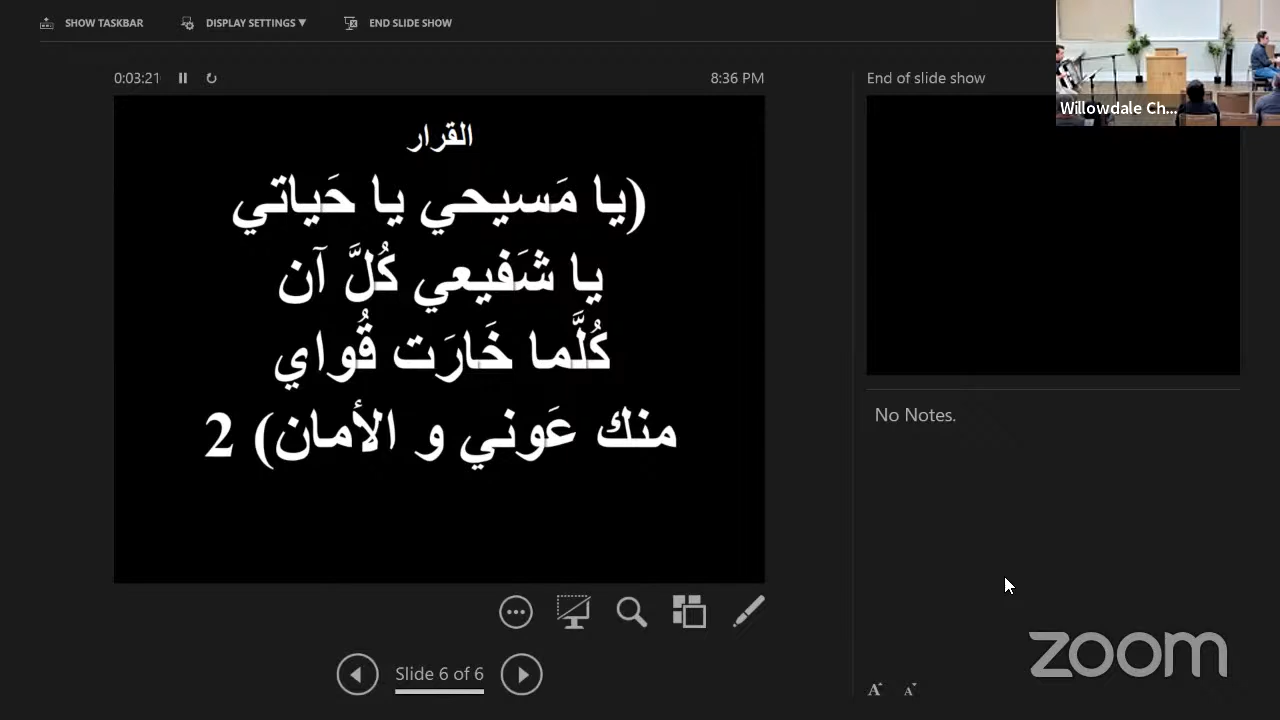 SHOW TASKBAR
DISPLAY SETTINGS ▼
END SLIDE SHOW
0:03:21
8:36 PM
End of slide show
Willowdale Ch...
القرار
(يا مَسيحي يا حَياتي
يا شَفيعي كُلَّ آن
كُلَّما خَارَت قُواي
منك عَوني و الأمان) 2
No Notes.
Slide 6 of 6
A A
zoom